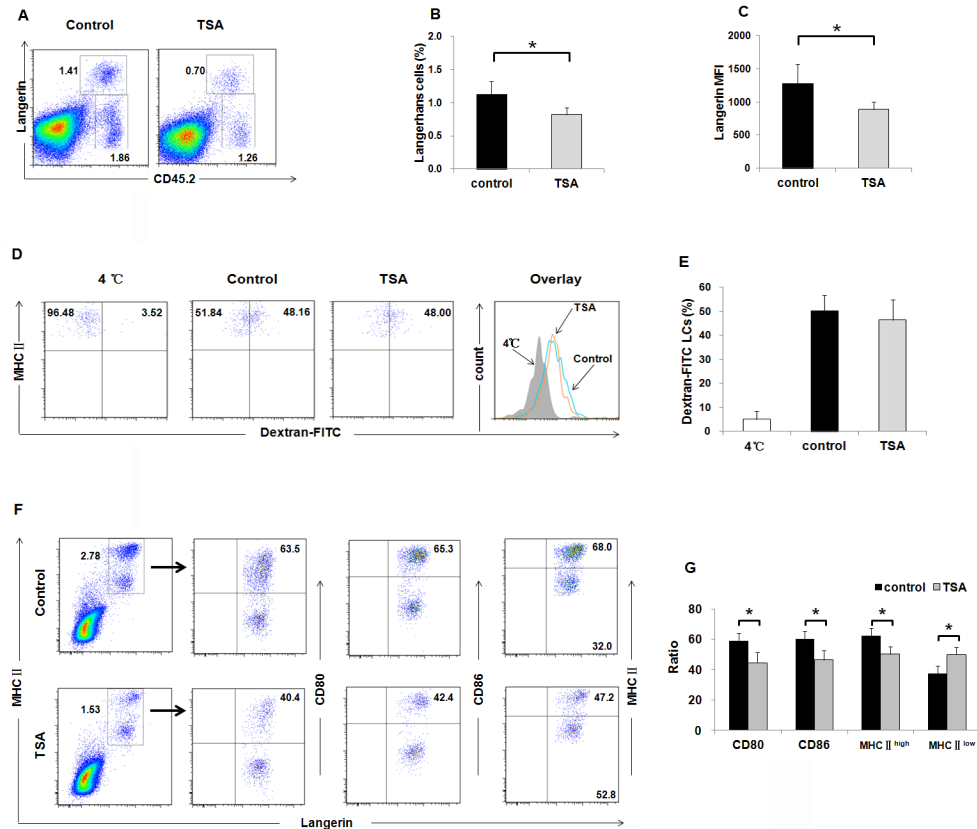 A
Control TSA
Langerin
1.41
1.86
0.70
1.26
CD45.2
B
Langerhans cells (%)
2.0
1.6
1.0
0.5
0.0
*
control TSA
C
Langerin MFI
2000
1500
1000
500
0
*
control TSA
D
4 ℃ Control TSA Overlay
MHC Ⅱ
96.48 3.52
51.84 48.16
48.00
count
TSA
4℃
Control
Dextran-FITC
E
Dextran-FITC LCs (%)
60
50
40
30
20
10
0
4℃ control TSA
F
MHC Ⅱ
Control
2.78
63.5
CD80
65.3
CD86
68.0
32.0
MHC Ⅱ
TSA
1.53
40.4
42.4
47.2
52.8
Langerin
G
control TSA
Ratio
80
60
40
20
0
* * * *
CD80 CD86 MHC Ⅱ high MHC Ⅱ low